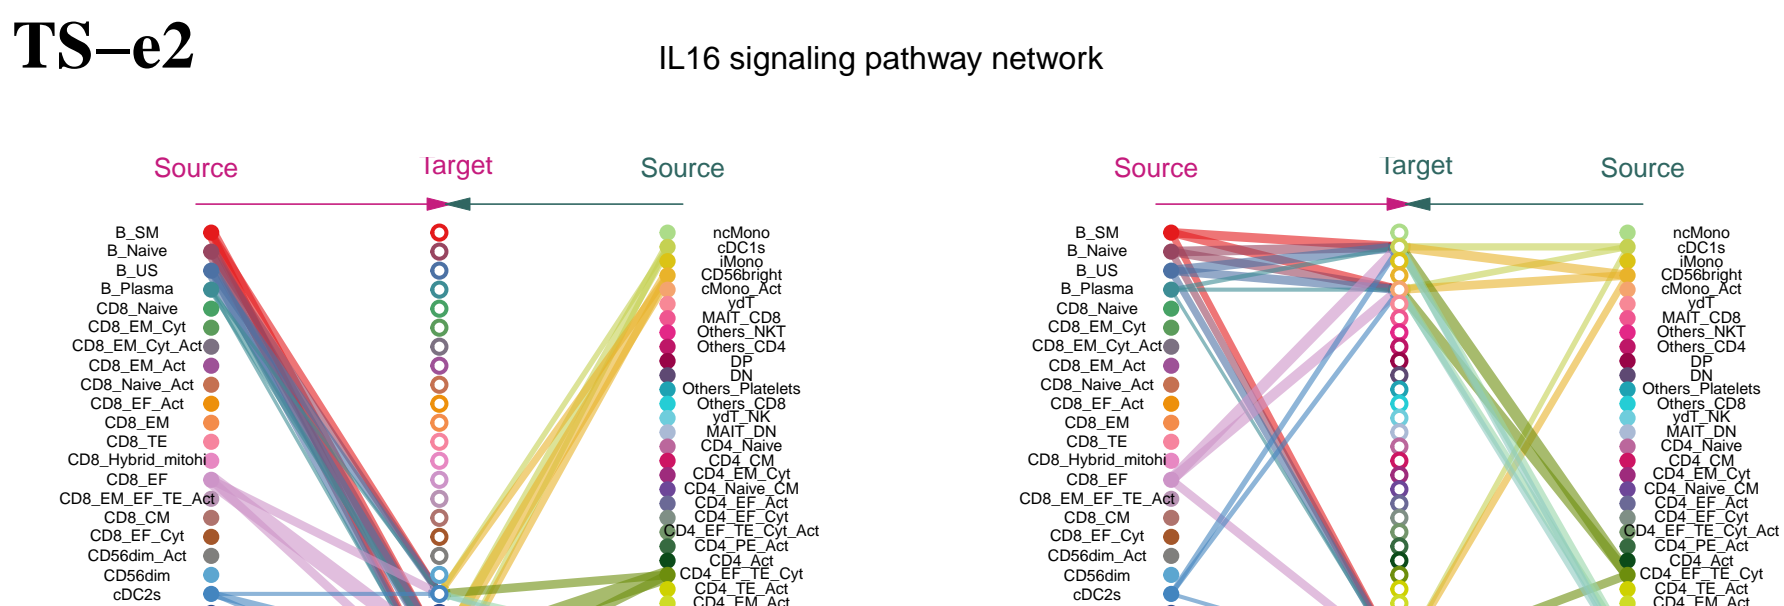 TS−e2
IL16 signaling pathway network
Source
Target
Source
B_SM
B_Naive
B_US
B_Plasma
CD8_Naive
CD8_EM_Cyt
CD8_EM_Cyt_Act
CD8_EM_Act
CD8_Naive_Act
CD8_EF_Act
CD8_EM
CD8_TE
CD8_Hybrid_mitohi
CD8_EF
CD8_EM_EF_TE_Act
CD8_CM
CD8_EF_Cyt
CD56dim_Act
CD56dim
cDC2s
ncMono
cDC1s
iMono
CD56bright
cMono_Act
ydT
MAIT_CD8
Others_NKT
Others_CD4
DP
DN
Others_Platelets
Others_CD8
ydT_NK
MAIT_DN
CD4_Naive
CD4_CM
CD4_EM_Cyt
CD4_Naive_CM
CD4_EF_Act
CD4_EF_Cyt
CD4_EF_TE_Cyt_Act
CD4_PE_Act
CD4_Act
CD4_EF_TE_Cyt
CD4_TE_Act
CD4_EM_Act
Source
Target
Source
B_SM
B_Naive
B_US
B_Plasma
CD8_Naive
CD8_EM_Cyt
CD8_EM_Cyt_Act
CD8_EM_Act
CD8_Naive_Act
CD8_EF_Act
CD8_EM
CD8_TE
CD8_Hybrid_mitohi
CD8_EF
CD8_EM_EF_TE_Act
CD8_CM
CD8_EF_Cyt
CD56dim_Act
CD56dim
cDC2s
ncMono
cDC1s
iMono
CD56bright
cMono_Act
ydT
MAIT_CD8
Others_NKT
Others_CD4
DP
DN
Others_Platelets
Others_CD8
ydT_NK
MAIT_DN
CD4_Naive
CD4_CM
CD4_EM_Cyt
CD4_Naive_CM
CD4_EF_Act
CD4_EF_Cyt
CD4_EF_TE_Cyt_Act
CD4_PE_Act
CD4_Act
CD4_EF_TE_Cyt
CD4_TE_Act
CD4_EM_Act